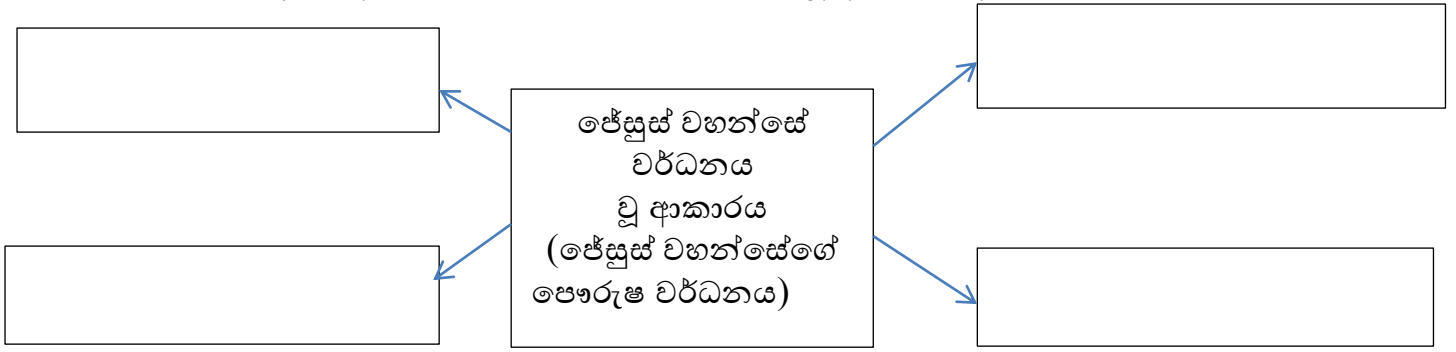 ජේසුස් වහන්සේ
වර්ධනය
වූ ආකාරය
(ජේසුස් වහන්සේගේ
පෞරුෂ වර්ධනය)